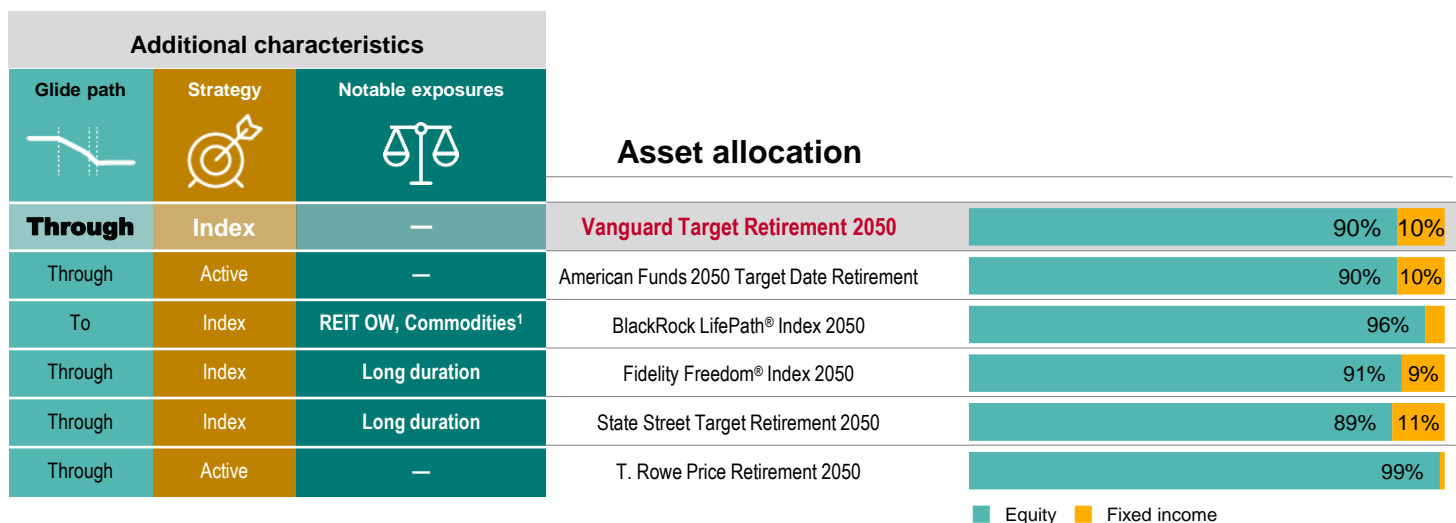 Additional characteristics
Glide path Strategy Notable exposures
Asset allocation
Through Index — Vanguard Target Retirement 2050 90% 10%
Through Active — American Funds 2050 Target Date Retirement 90% 10%
To Index REIT OW, Commodities¹ BlackRock LifePath® Index 2050 96%
Through Index Long duration Fidelity Freedom® Index 2050 91% 9%
Through Index Long duration State Street Target Retirement 2050 89% 11%
Through Active — T. Rowe Price Retirement 2050 99%
Equity Fixed income